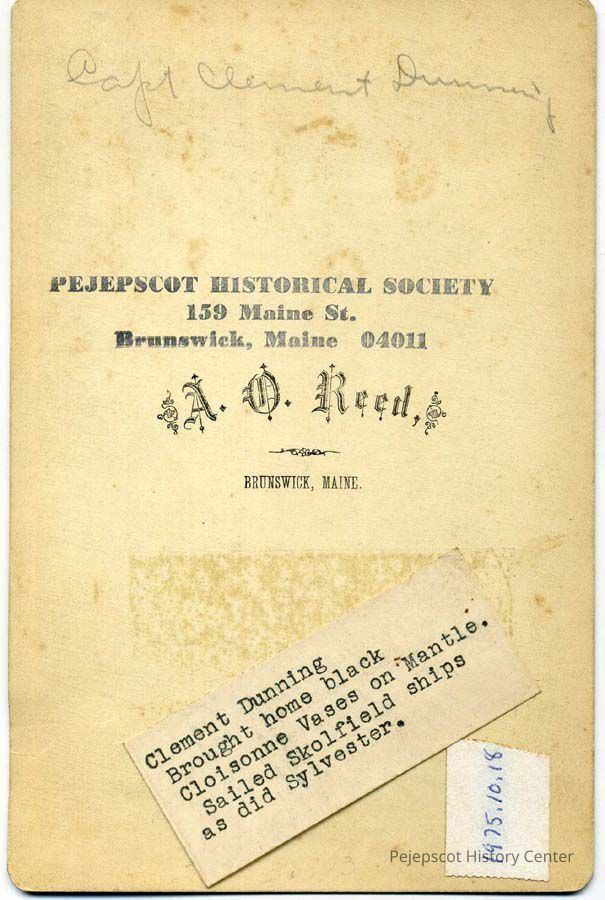 Capt Clement Dunning
PEJEPSCOT HISTORICAL SOCIETY
159 Maine St.
Brunswick, Maine 04011
A. O. Reed,
BRUNSWICK, MAINE.
Clement Dunning
Brought home black
Cloisonne Vases on Mantle.
Sailed Skolfield ships
as did Sylvester.
1975.10.18
Pejepscot History Center